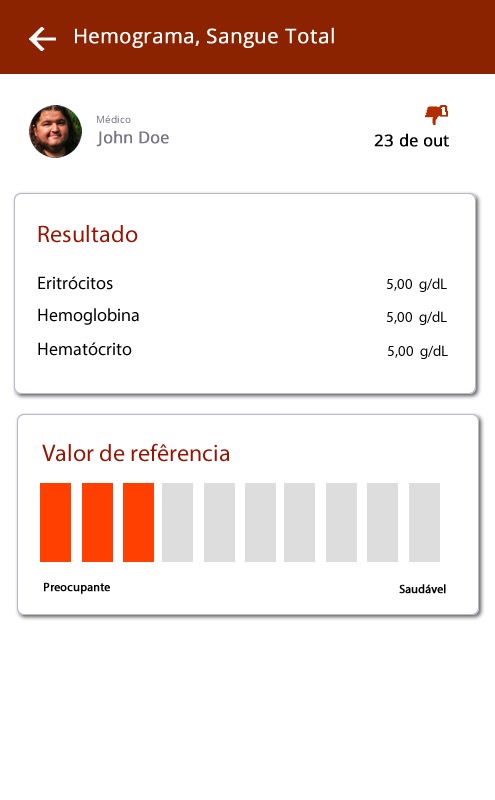 Hemograma, Sangue Total
Médico
John Doe
23 de out
Resultado
Eritrócitos 5,00 g/dL
Hemoglobina 5,00 g/dL
Hematócrito 5,00 g/dL
Valor de refêrencia
Preocupante Saudável